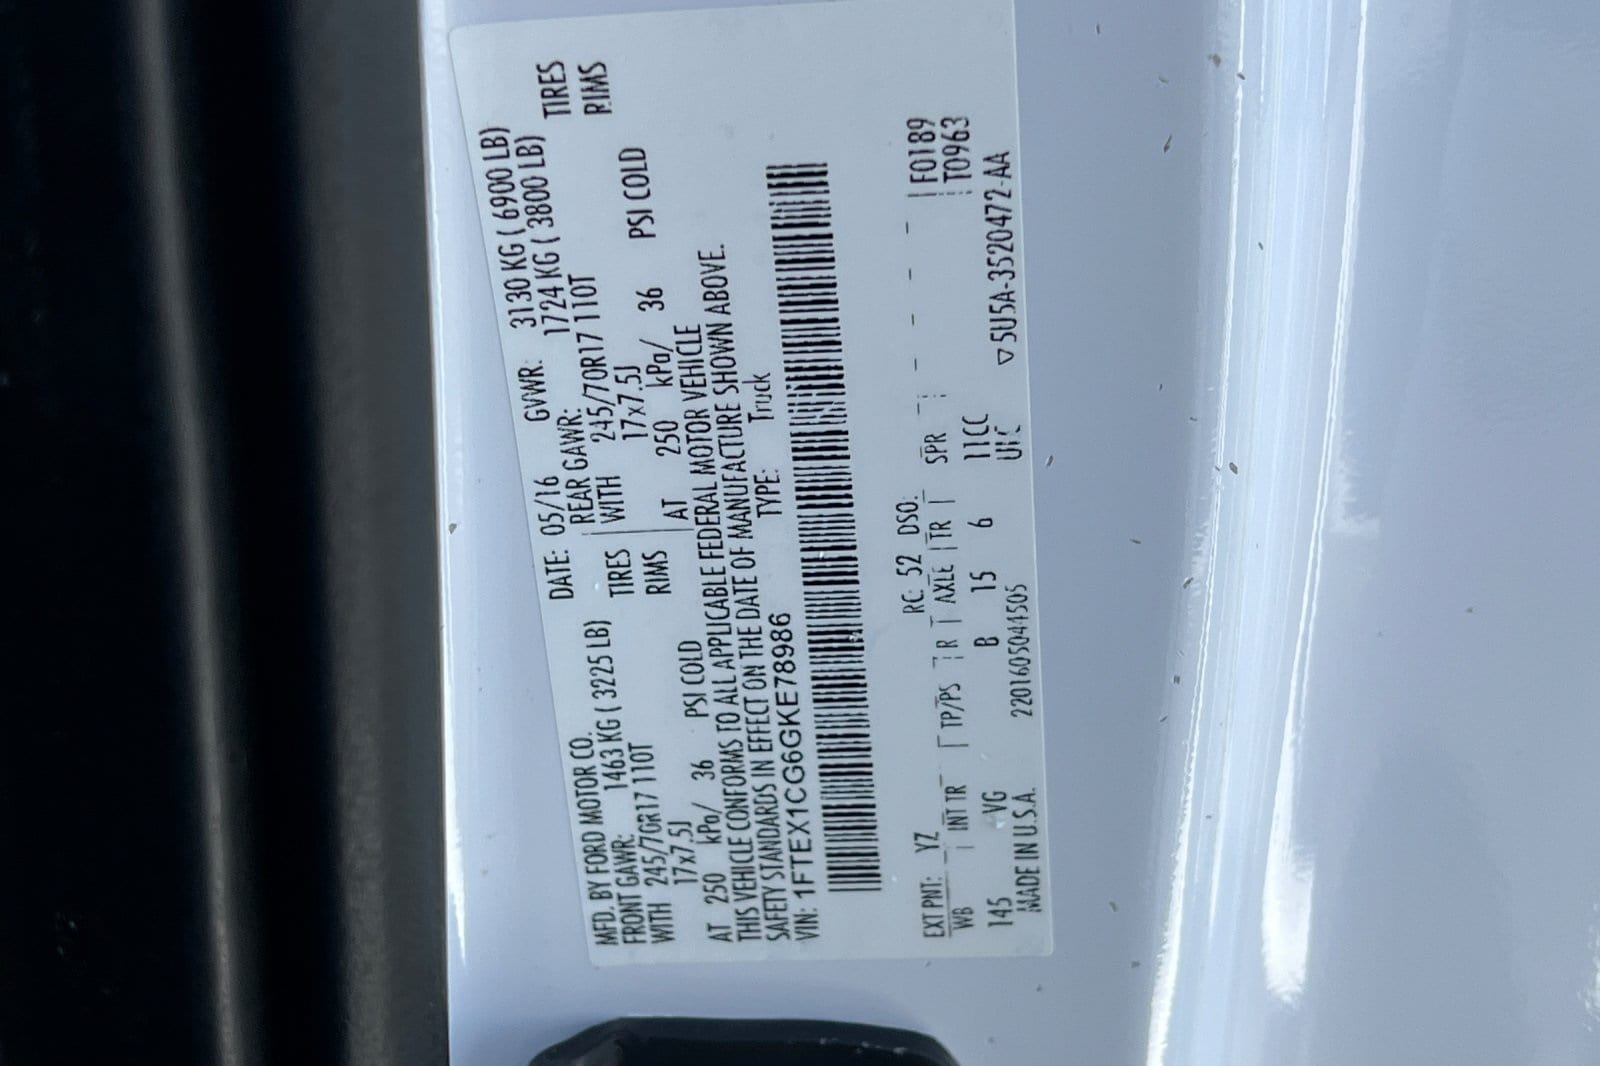 MFD. BY FORD MOTOR CO. DATE: 05/16 GVWR: 3130 KG ( 6900 LB)
FRONT GAWR: 1463 KG ( 3225 LB) REAR GAWR: 1724 KG ( 3800 LB)
WITH 245/70R17 110T TIRES WITH 245/70R17 110T TIRES
17x7.5J RIMS 17x7.5J RIMS
AT 250 kPa/ 36 PSI COLD AT 250 kPa/ 36 PSI COLD
THIS VEHICLE CONFORMS TO ALL APPLICABLE FEDERAL MOTOR VEHICLE
SAFETY STANDARDS IN EFFECT ON THE DATE OF MANUFACTURE SHOWN ABOVE.
VIN: 1FTEX1CG6GKE78986 TYPE: Truck
EXT PNT: YZ RC: 52 DSO: F0189
WB INT TR TP/PS R AXLE TR SPR T0963
145 VG B 15 6 11CC
MADE IN U.S.A. 2201605044505 ▽5U5A-3520472-AA